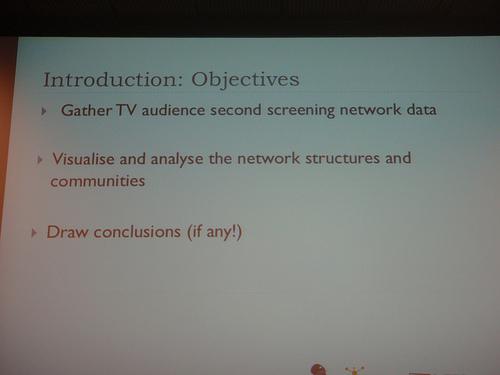 Introduction: Objectives
Gather TV audience second screening network data
Visualise and analyse the network structures and
communities
Draw conclusions (if any!)